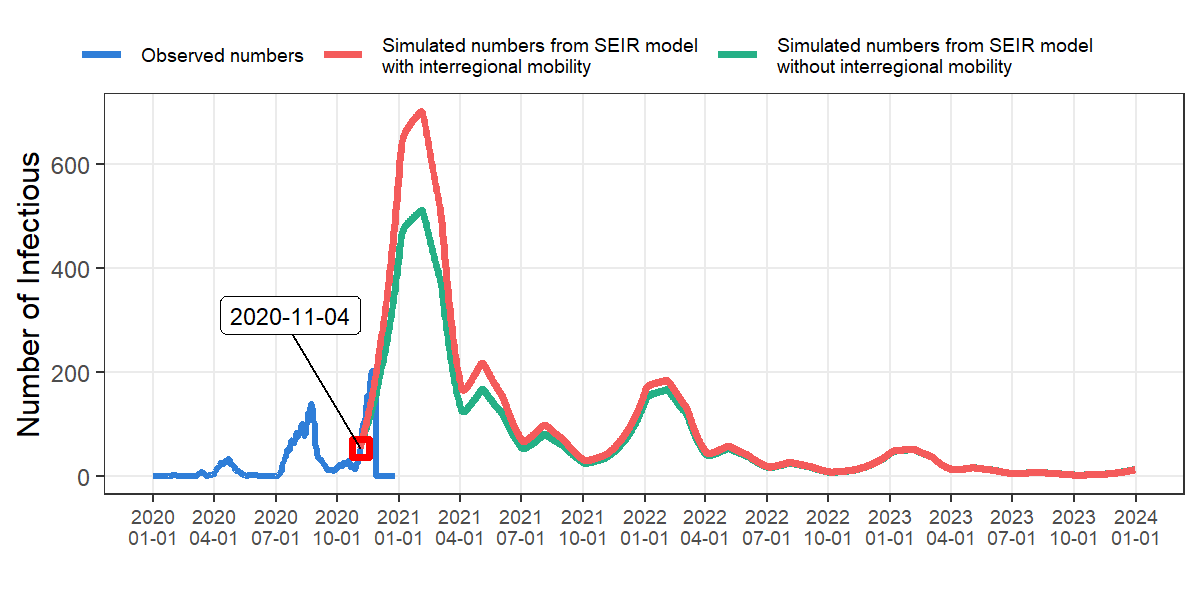 Observed numbers
Simulated numbers from SEIR model
with interregional mobility
Simulated numbers from SEIR model
without interregional mobility
Number of Infectious
600
400
200
0
2020-11-04
2020 2020 2020 2020 2021 2021 2021 2021 2022 2022 2022 2022 2023 2023 2023 2023 2024
01-01 04-01 07-01 10-01 01-01 04-01 07-01 10-01 01-01 04-01 07-01 10-01 01-01 04-01 07-01 10-01 01-01